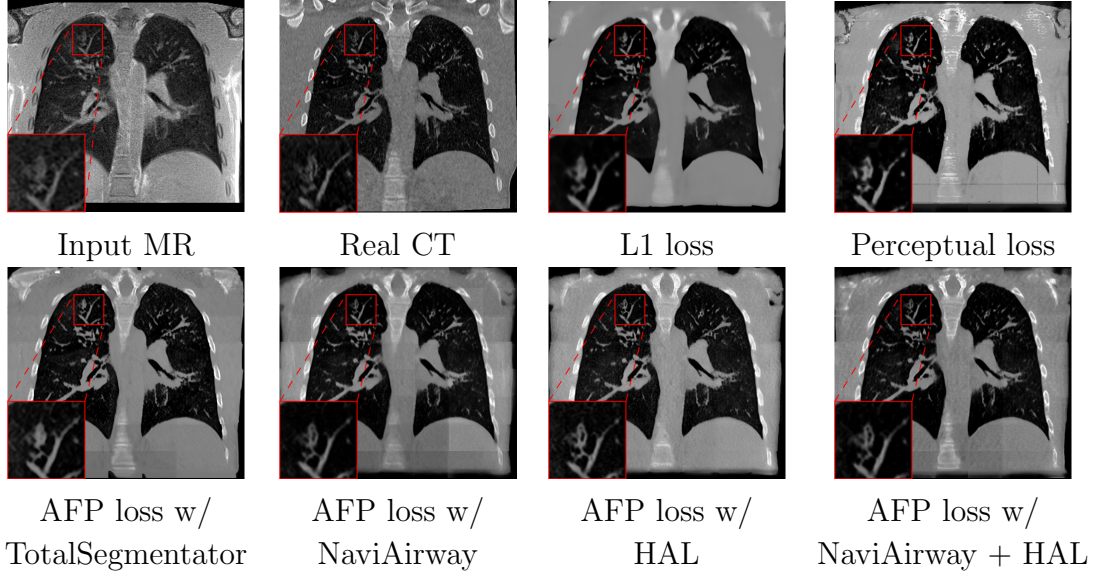 Input MR
Real CT
L1 loss
Perceptual loss
AFP loss w/
TotalSegmentator
AFP loss w/
NaviAirway
AFP loss w/
HAL
AFP loss w/
NaviAirway + HAL